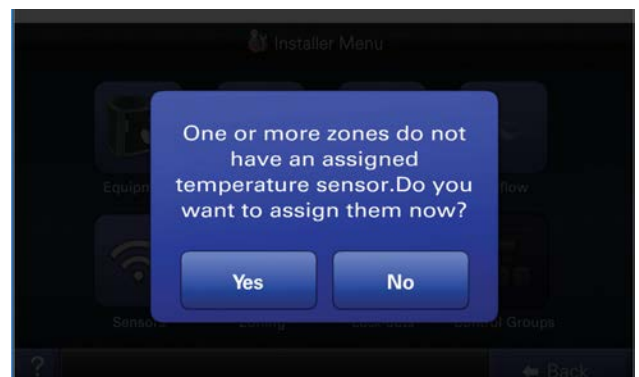 Installer Menu
One or more zones do not
have an assigned
temperature sensor.Do you
want to assign them now?
Yes
No
Sensors
Zoning
Control Groups
?
Back